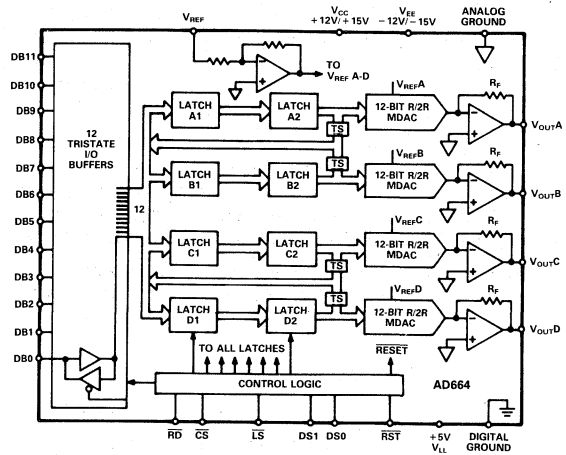 VREF
VCC
+12V/+15V
VEE
−12V/−15V
ANALOG
GROUND
TO
VREF A-D
DB11
DB10
DB9
DB8
DB7
DB6
DB5
DB4
DB3
DB2
DB1
DB0
12
TRISTATE
I/O
BUFFERS
12
LATCH
A1
LATCH
A2
TS
VREFA
12-BIT R/2R
MDAC
RF
VOUTA
LATCH
B1
LATCH
B2
TS
VREFB
12-BIT R/2R
MDAC
RF
VOUTB
LATCH
C1
LATCH
C2
TS
VREFC
12-BIT R/2R
MDAC
RF
VOUTC
LATCH
D1
LATCH
D2
TS
VREFD
12-BIT R/2R
MDAC
RF
VOUTD
TO ALL LATCHES
RESET
CONTROL LOGIC
AD664
RD
CS
LS
DS1
DS0
RST
+5V
VLL
DIGITAL
GROUND